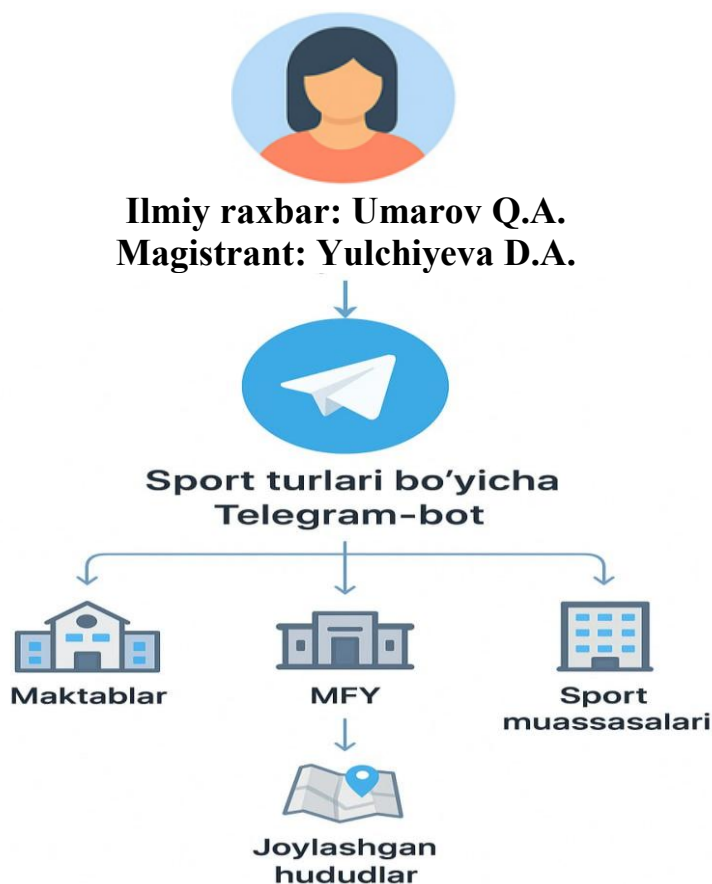 Ilmiy raxbar: Umarov Q.A.
Magistrant: Yulchiyeva D.A.
Sport turlari bo'yicha
Telegram-bot
Maktablar
MFY
Sport
muassasalari
Joylashgan
hududlar